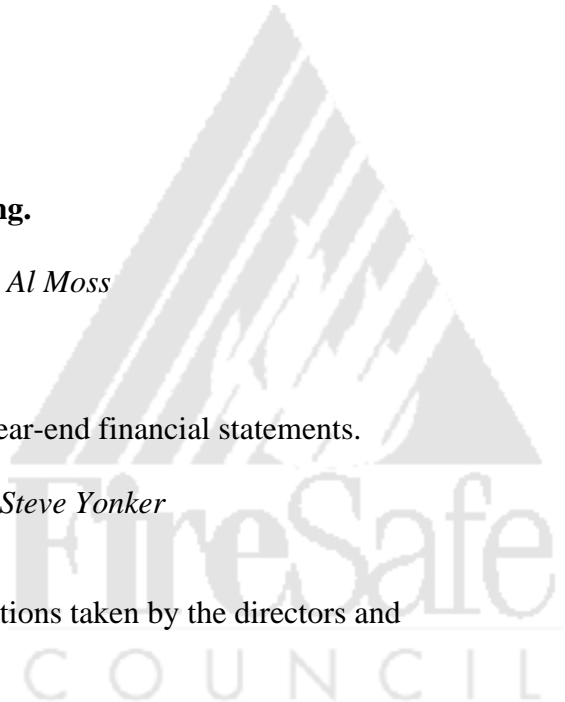 ng.
Al Moss
ear-end financial statements.
Steve Yonker
FireSafe
tions taken by the directors and
COUNCIL